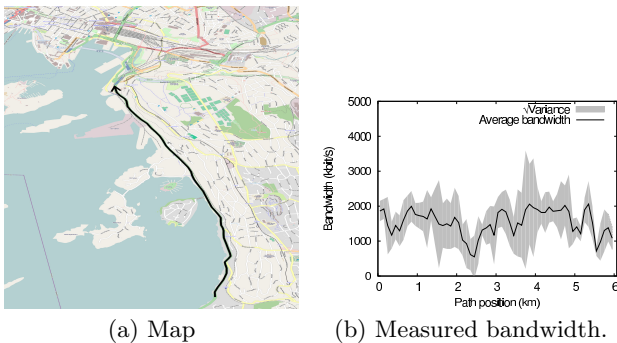 5000
4000
3000
2000
1000
0
√Variance
Average bandwidth
Bandwidth (kbit/s)
0 1 2 3 4 5 6
Path position (km)
(a) Map
(b) Measured bandwidth.